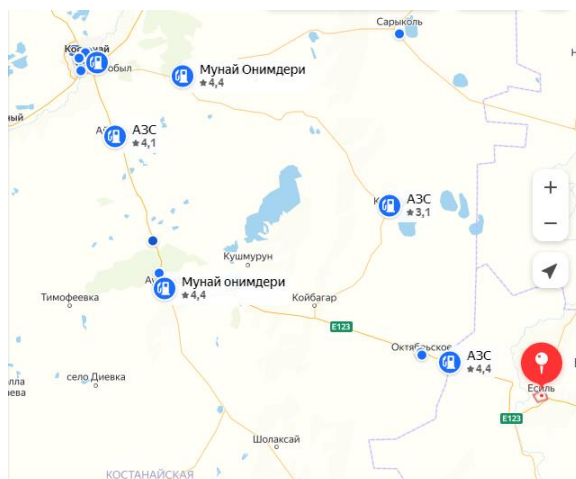 Сарыколь
Мунай Онимдери
★4,4
АЗС
★4,1
АЗС
★3,1
Кушмурун
Мунай онимдери
★4,4
Тимофеевка
Койбагар
E123
Октябрьское
АЗС
★4,4
село Диевка
Есиль
E123
Шолаксай
КОСТАНАЙСКАЯ